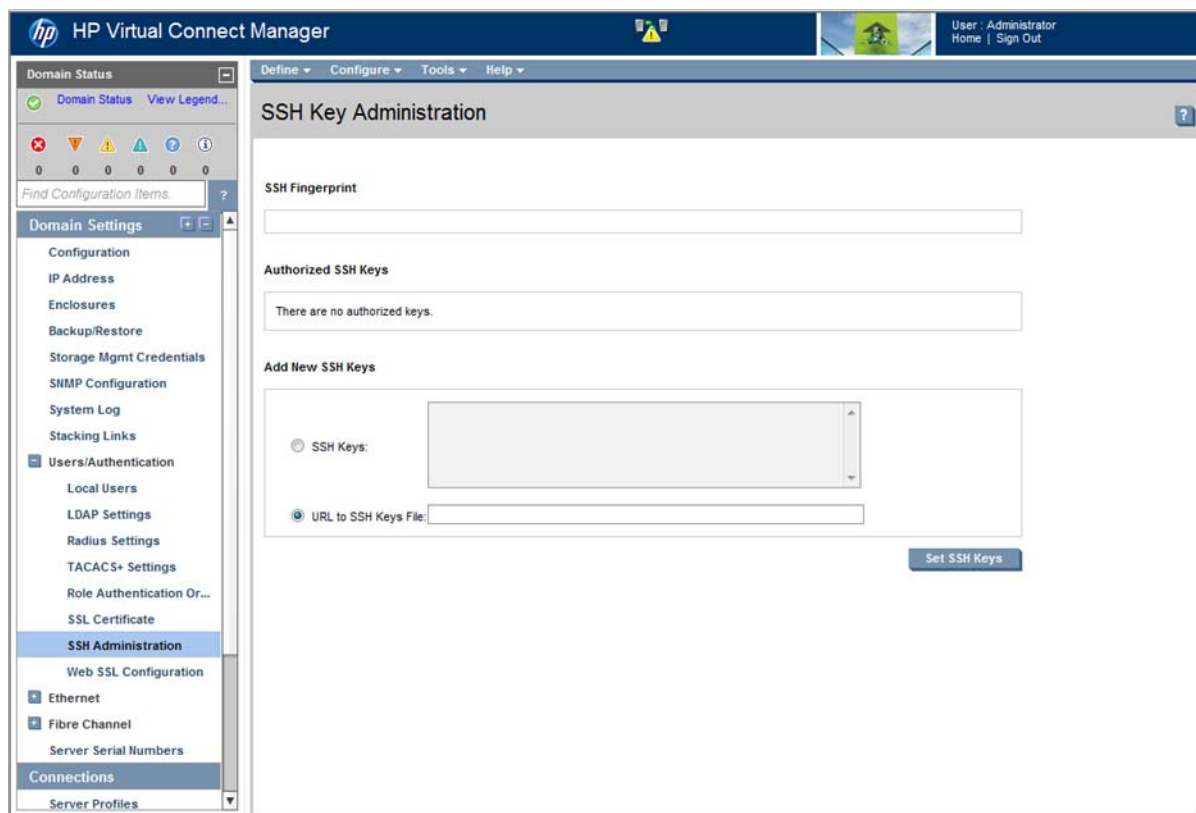 hp HP Virtual Connect Manager
User : Administrator
Home | Sign Out
Domain Status
Domain Status View Legend...
0 0 0 0 0 0
Find Configuration Items. ?
Domain Settings
Configuration
IP Address
Enclosures
Backup/Restore
Storage Mgmt Credentials
SNMP Configuration
System Log
Stacking Links
Users/Authentication
Local Users
LDAP Settings
Radius Settings
TACACS+ Settings
Role Authentication Or...
SSL Certificate
SSH Administration
Web SSL Configuration
Ethernet
Fibre Channel
Server Serial Numbers
Connections
Server Profiles
Define Configure Tools Help
SSH Key Administration ?
SSH Fingerprint
Authorized SSH Keys
There are no authorized keys.
Add New SSH Keys
SSH Keys:
URL to SSH Keys File:
Set SSH Keys